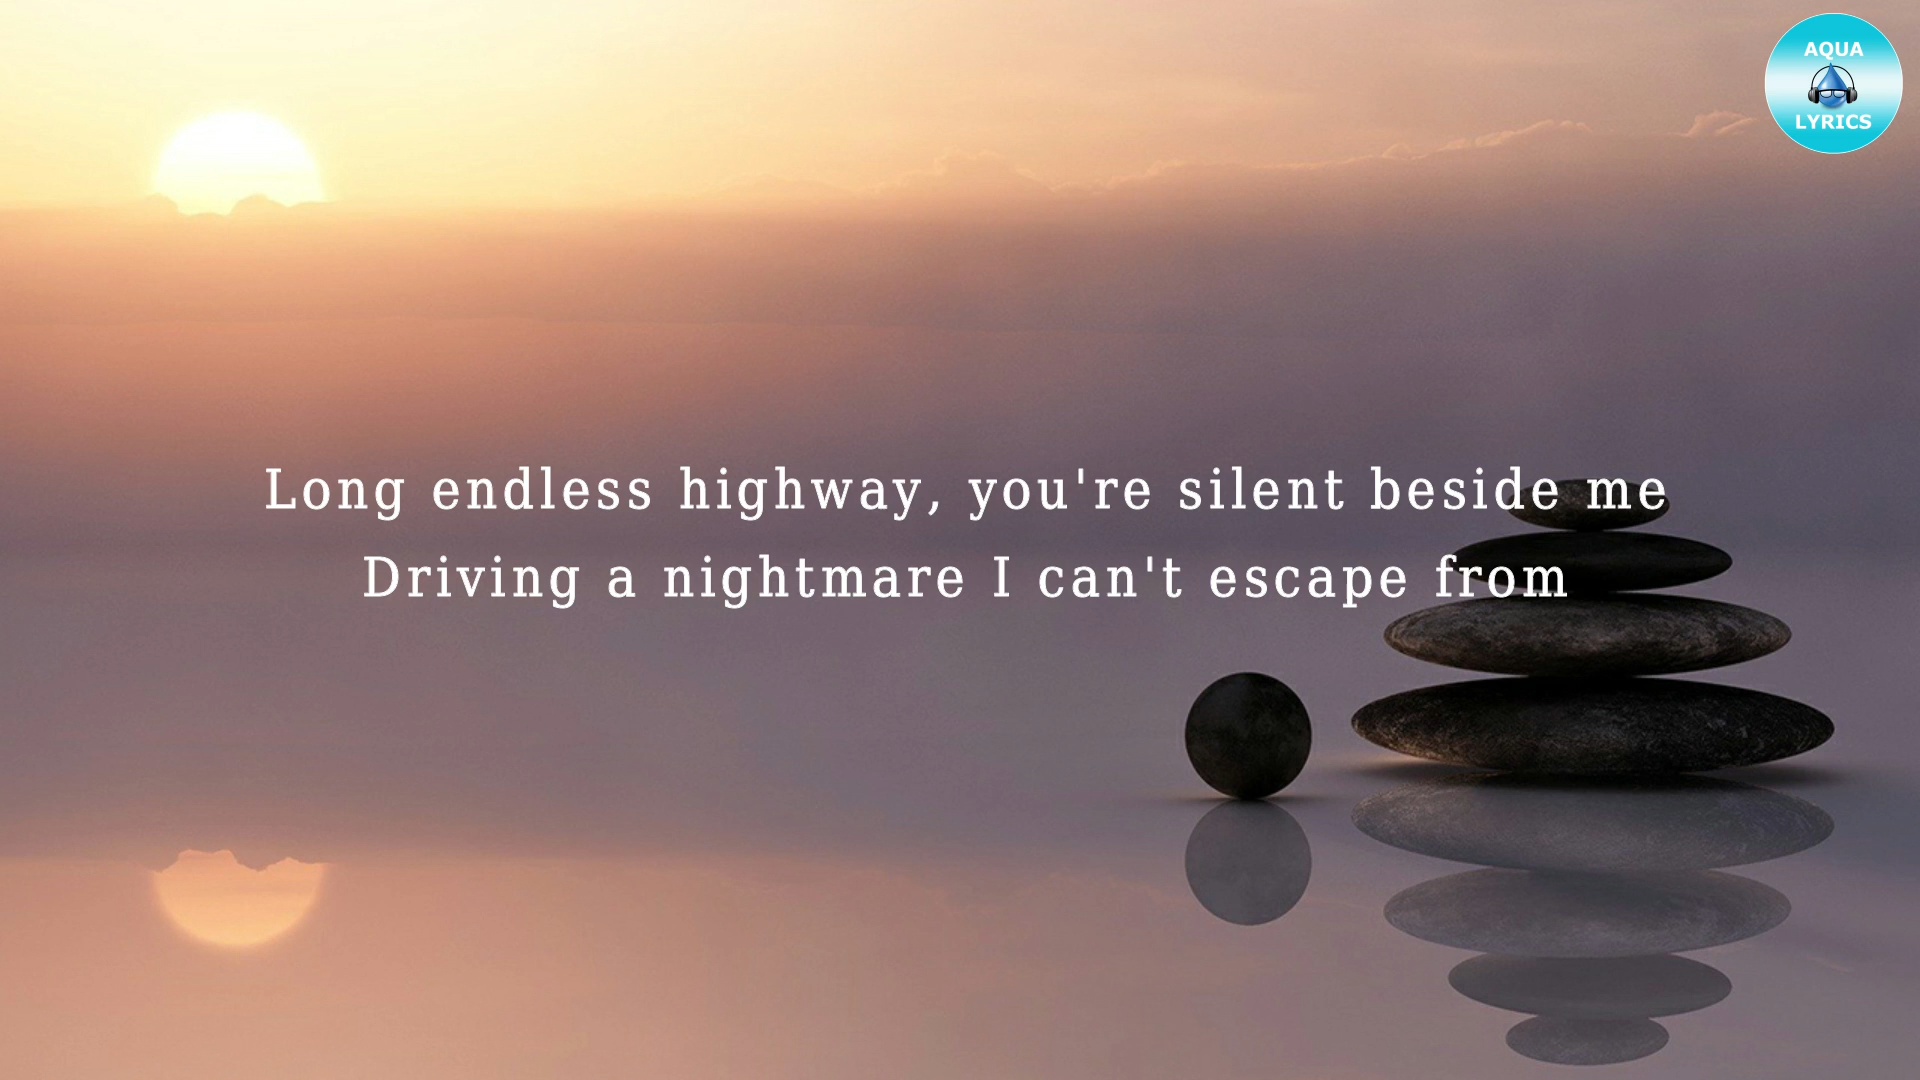 AQUA
LYRICS
Long endless highway, you're silent beside me
Driving a nightmare I can't escape from